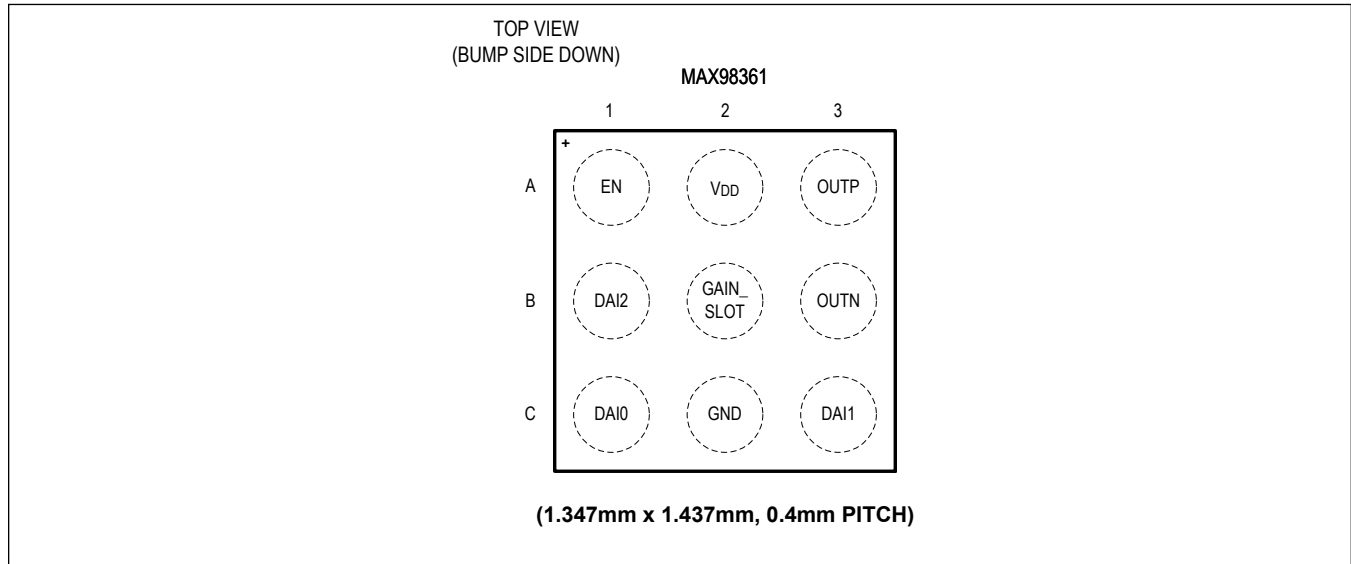 TOP VIEW
(BUMP SIDE DOWN)
MAX98361
1 2 3
+
A EN VDD OUTP
B DAI2 GAIN_
SLOT OUTN
C DAI0 GND DAI1
(1.347mm x 1.437mm, 0.4mm PITCH)